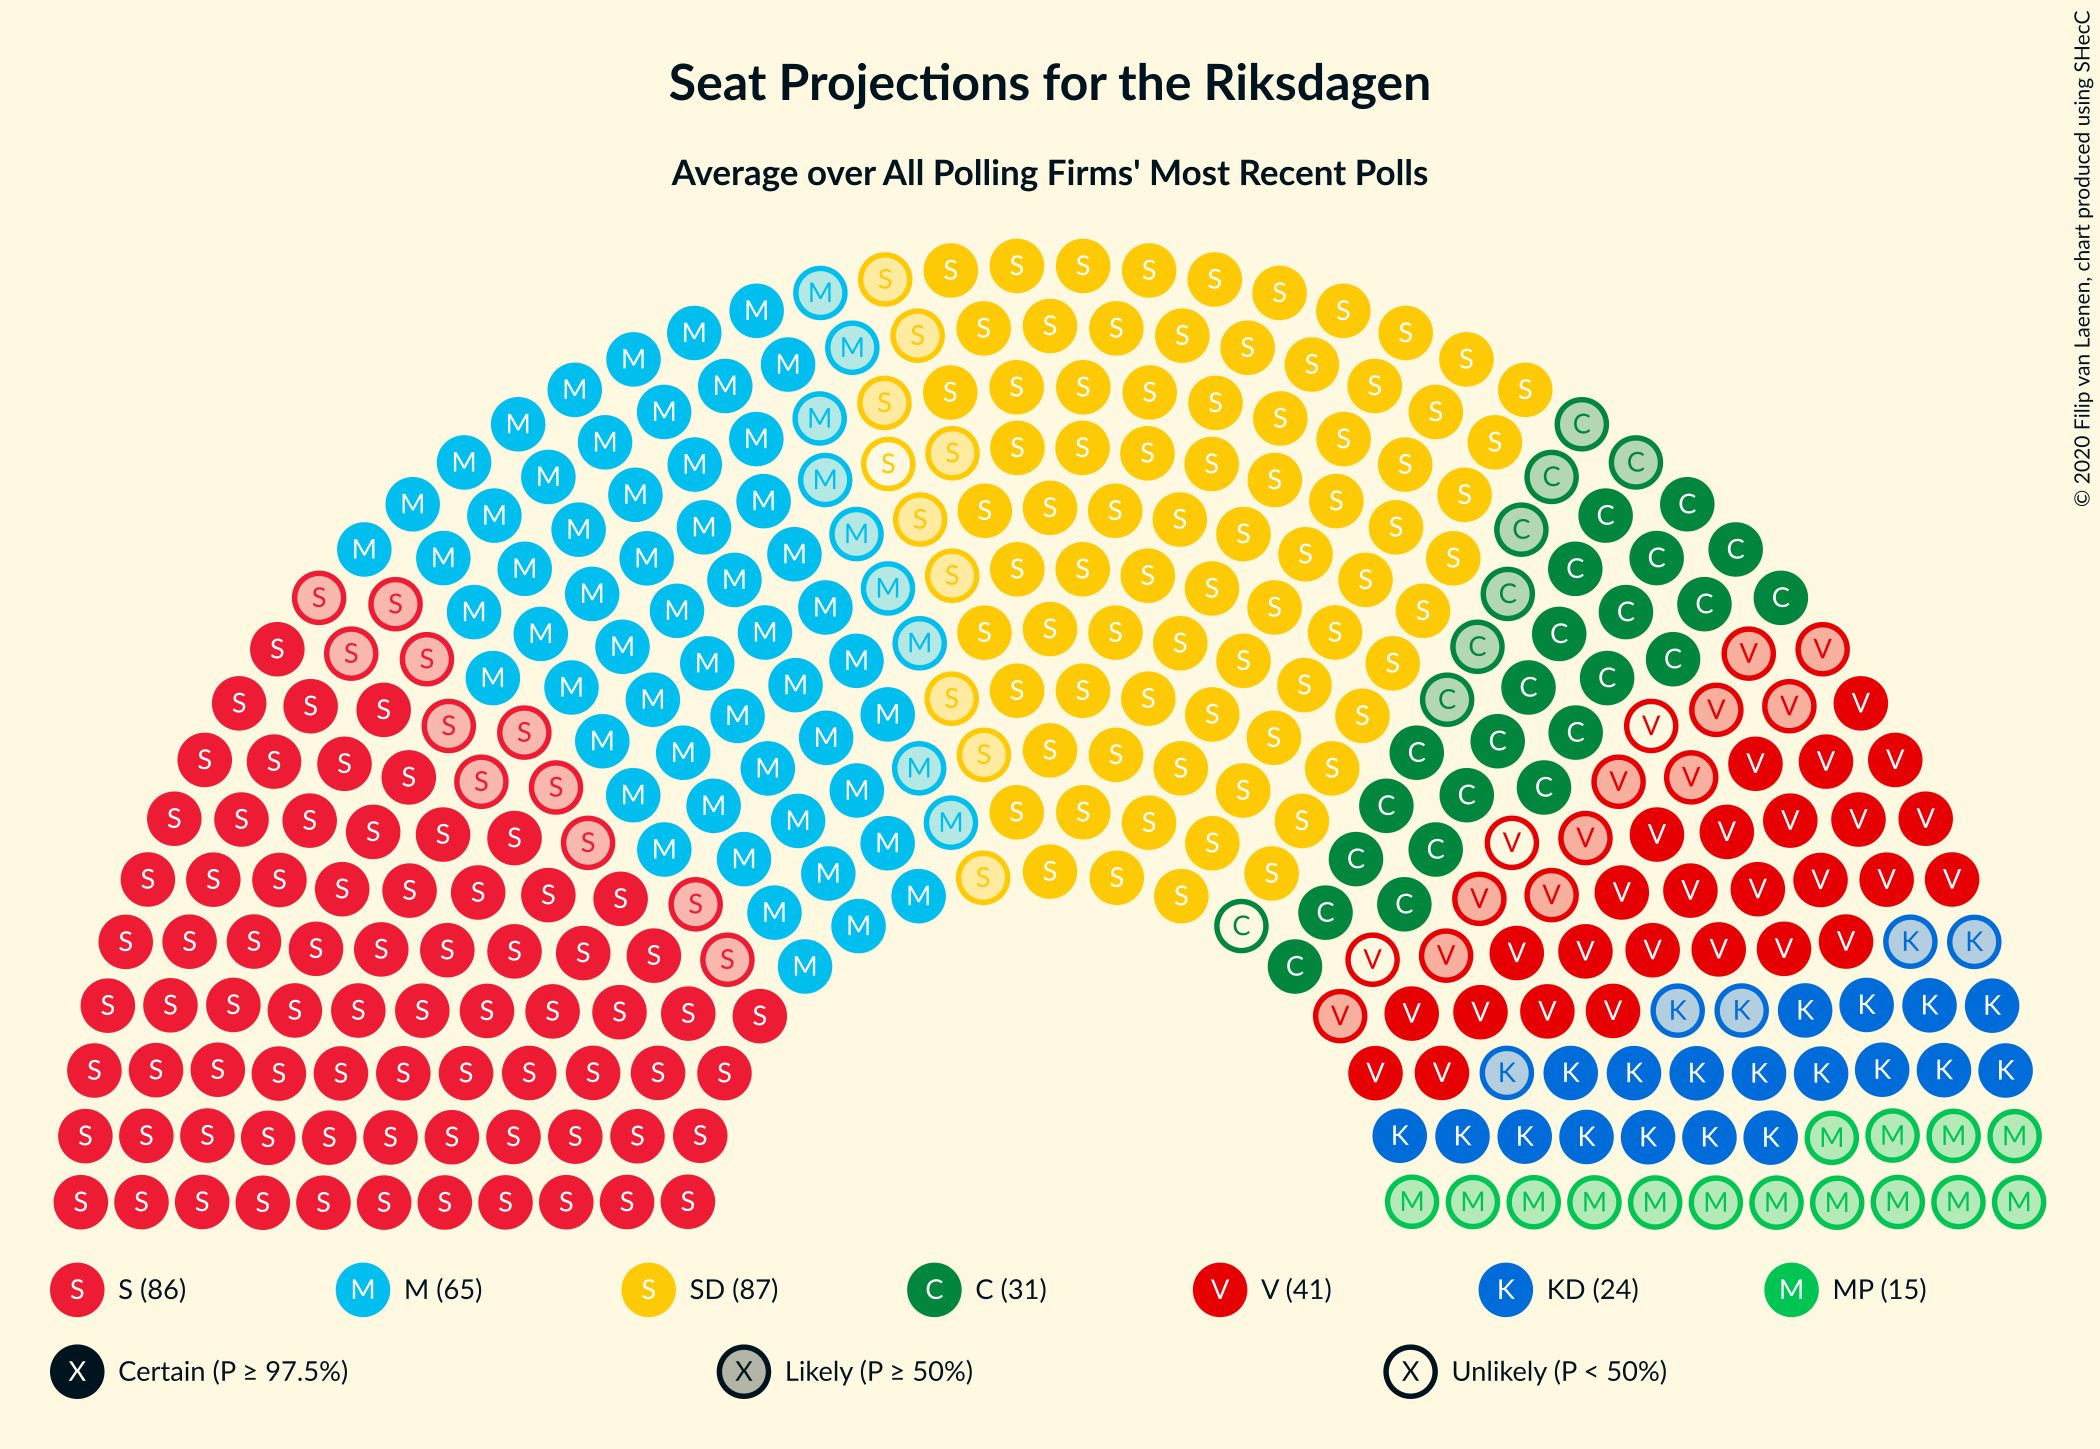 Seat Projections for the Riksdagen
Average over All Polling Firms' Most Recent Polls
© 2020 Filip van Laenen, chart produced using SHecC
S S (86) M M (65) S SD (87) C C (31) V V (41) K KD (24) M MP (15)
X Certain (P ≥ 97.5%) X Likely (P ≥ 50%) X Unlikely (P < 50%)